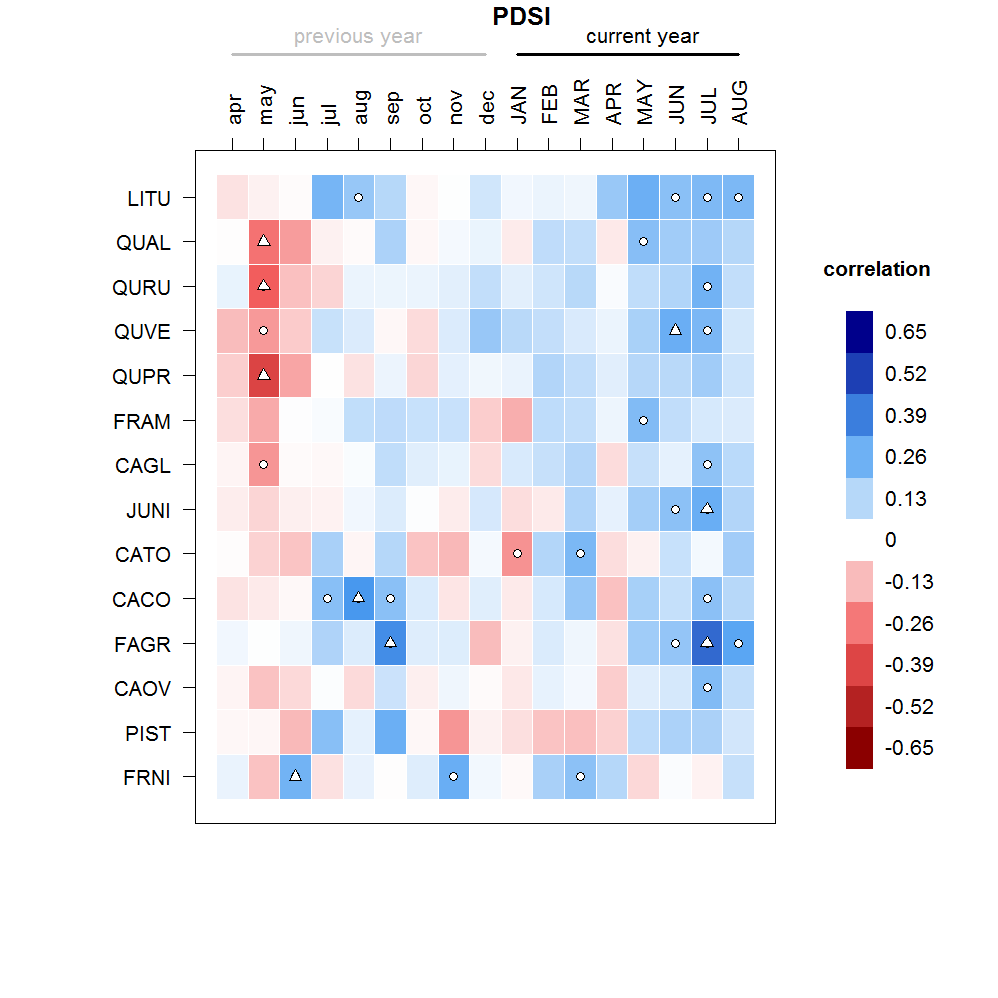 PDSI
previous year
current year
apr
may
jun
jul
aug
sep
oct
nov
dec
JAN
FEB
MAR
APR
MAY
JUN
JUL
AUG
LITU
QUAL
QURU
QUVE
QUPR
FRAM
CAGL
JUNI
CATO
CACO
FAGR
CAOV
PIST
FRNI
correlation
0.65
0.52
0.39
0.26
0.13
0
-0.13
-0.26
-0.39
-0.52
-0.65